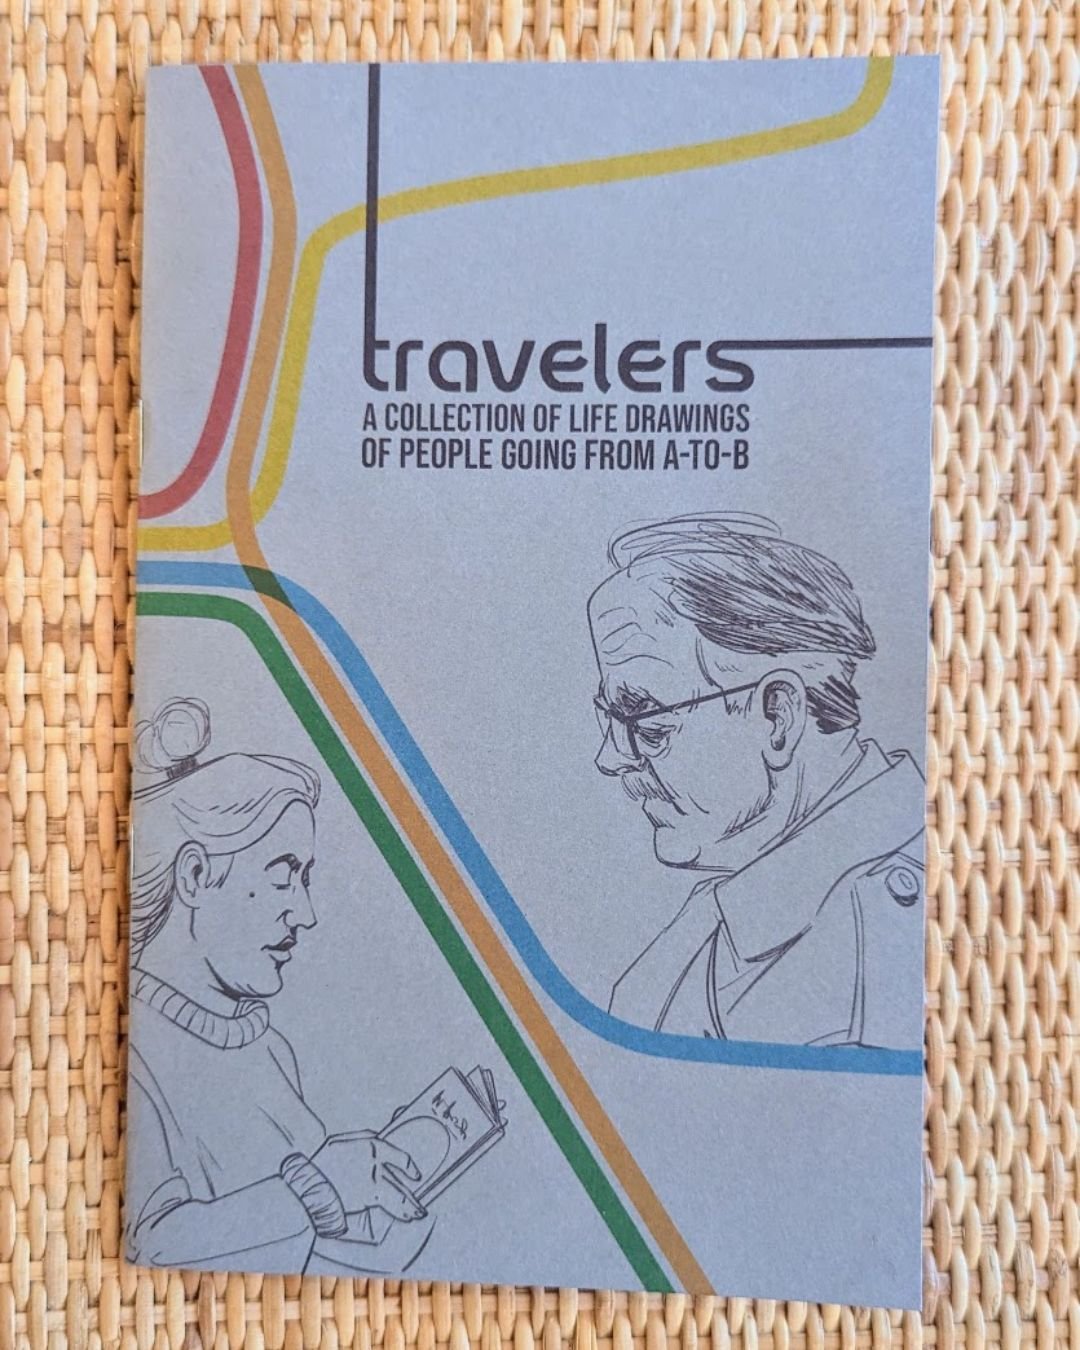 travelers
A COLLECTION OF LIFE DRAWINGS
OF PEOPLE GOING FROM A-TO-B